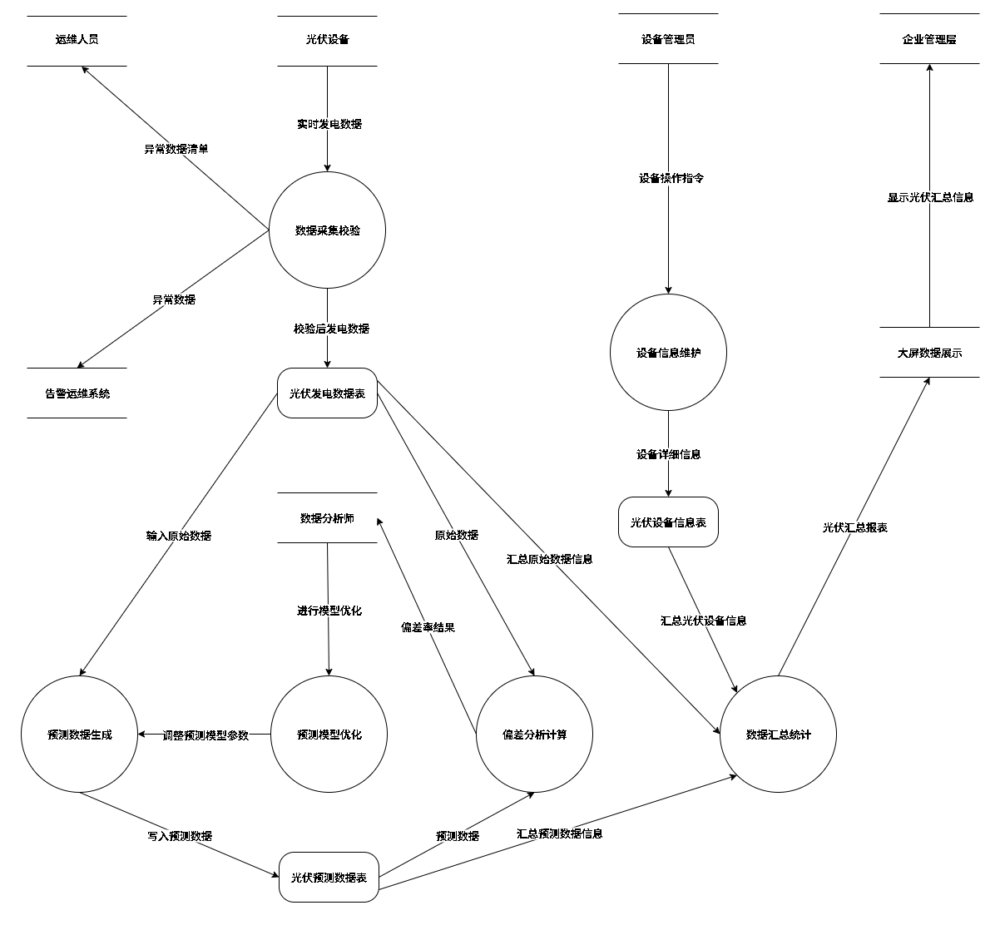 运维人员
光伏设备
设备管理员
企业管理层
实时发电数据
异常数据清单
设备操作指令
显示光伏汇总信息
数据采集校验
异常数据
校验后发电数据
设备信息维护
大屏数据展示
告警运维系统
光伏发电数据表
设备详细信息
数据分析师
光伏设备信息表
输入原始数据
原始数据
光伏汇总报表
汇总原始数据信息
进行模型优化
偏差率结果
汇总光伏设备信息
预测数据生成
调整预测模型参数
预测模型优化
偏差分析计算
数据汇总统计
写入预测数据
预测数据
汇总预测数据信息
光伏预测数据表